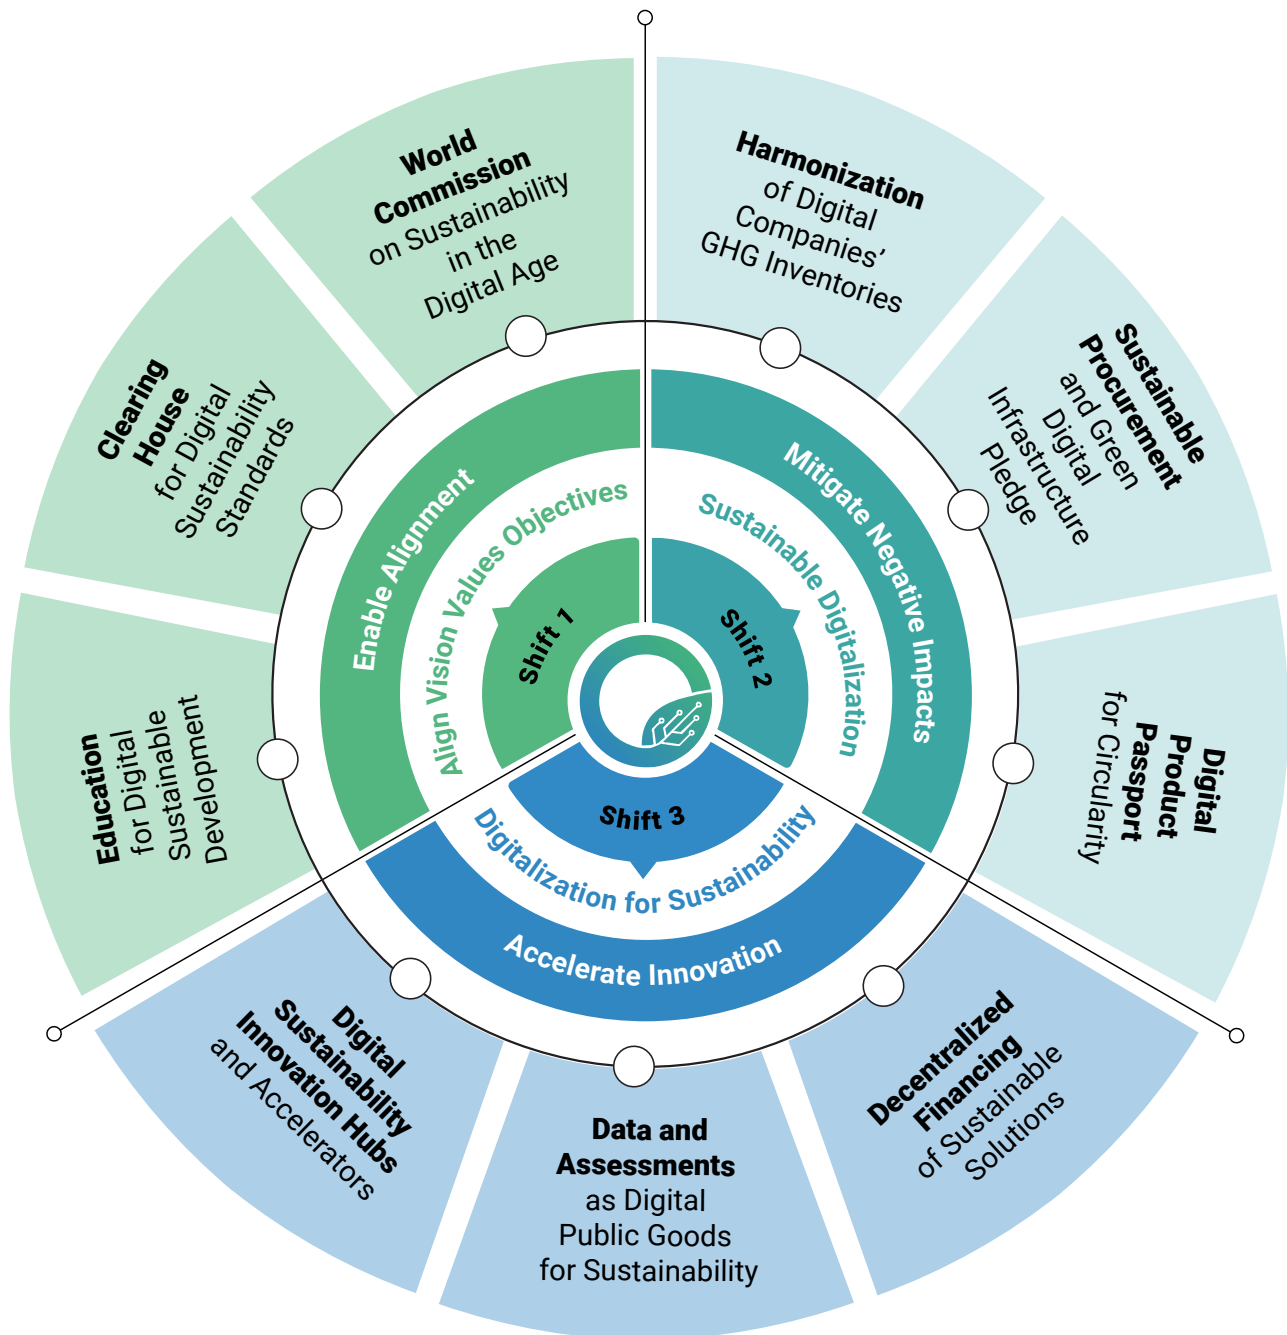 World
Commission
on Sustainability
in the
Digital Age
Harmonization
of Digital
Companies’
GHG Inventories
Clearing
House
for Digital
Sustainability
Standards
Sustainable
Procurement
and Green
Digital
Infrastructure
Pledge
Education
for Digital
Sustainable
Development
Digital
Product
Passport
for Circularity
Enable Alignment
Align Vision Values Objectives
Shift 1
Mitigate Negative Impacts
Sustainable Digitalization
Shift 2
Shift 3
Digitalization for Sustainability
Accelerate Innovation
Digital
Sustainability
Innovation Hubs
and Accelerators
Data and
Assessments
as Digital
Public Goods
for Sustainability
Decentralized
Financing
of Sustainable
Solutions